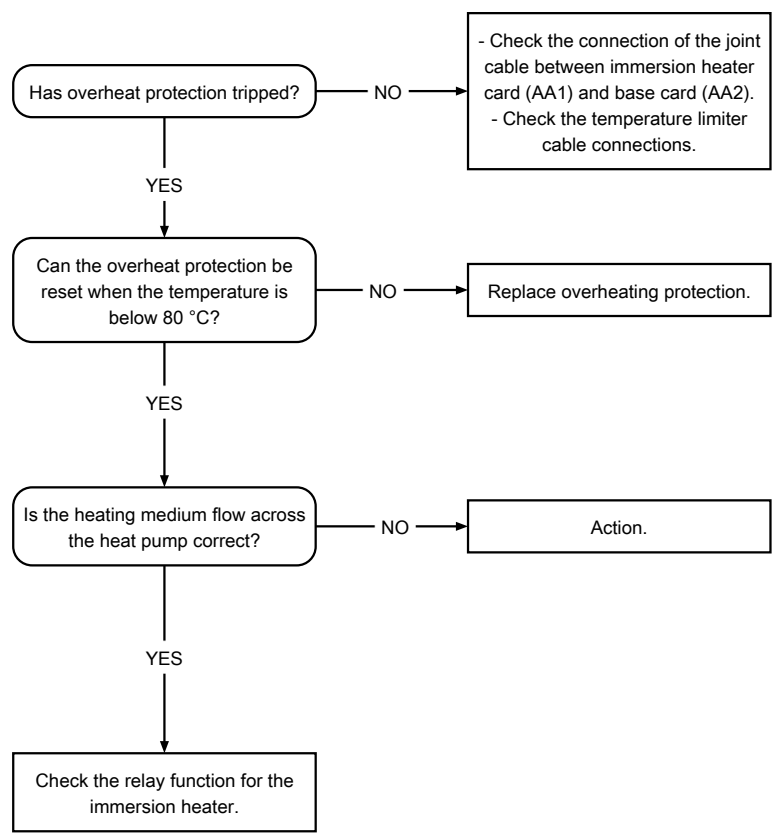 Has overheat protection tripped?
NO
- Check the connection of the joint
cable between immersion heater
card (AA1) and base card (AA2).
- Check the temperature limiter
cable connections.
YES
Can the overheat protection be
reset when the temperature is
below 80 °C?
NO
Replace overheating protection.
YES
Is the heating medium flow across
the heat pump correct?
NO
Action.
YES
Check the relay function for the
immersion heater.